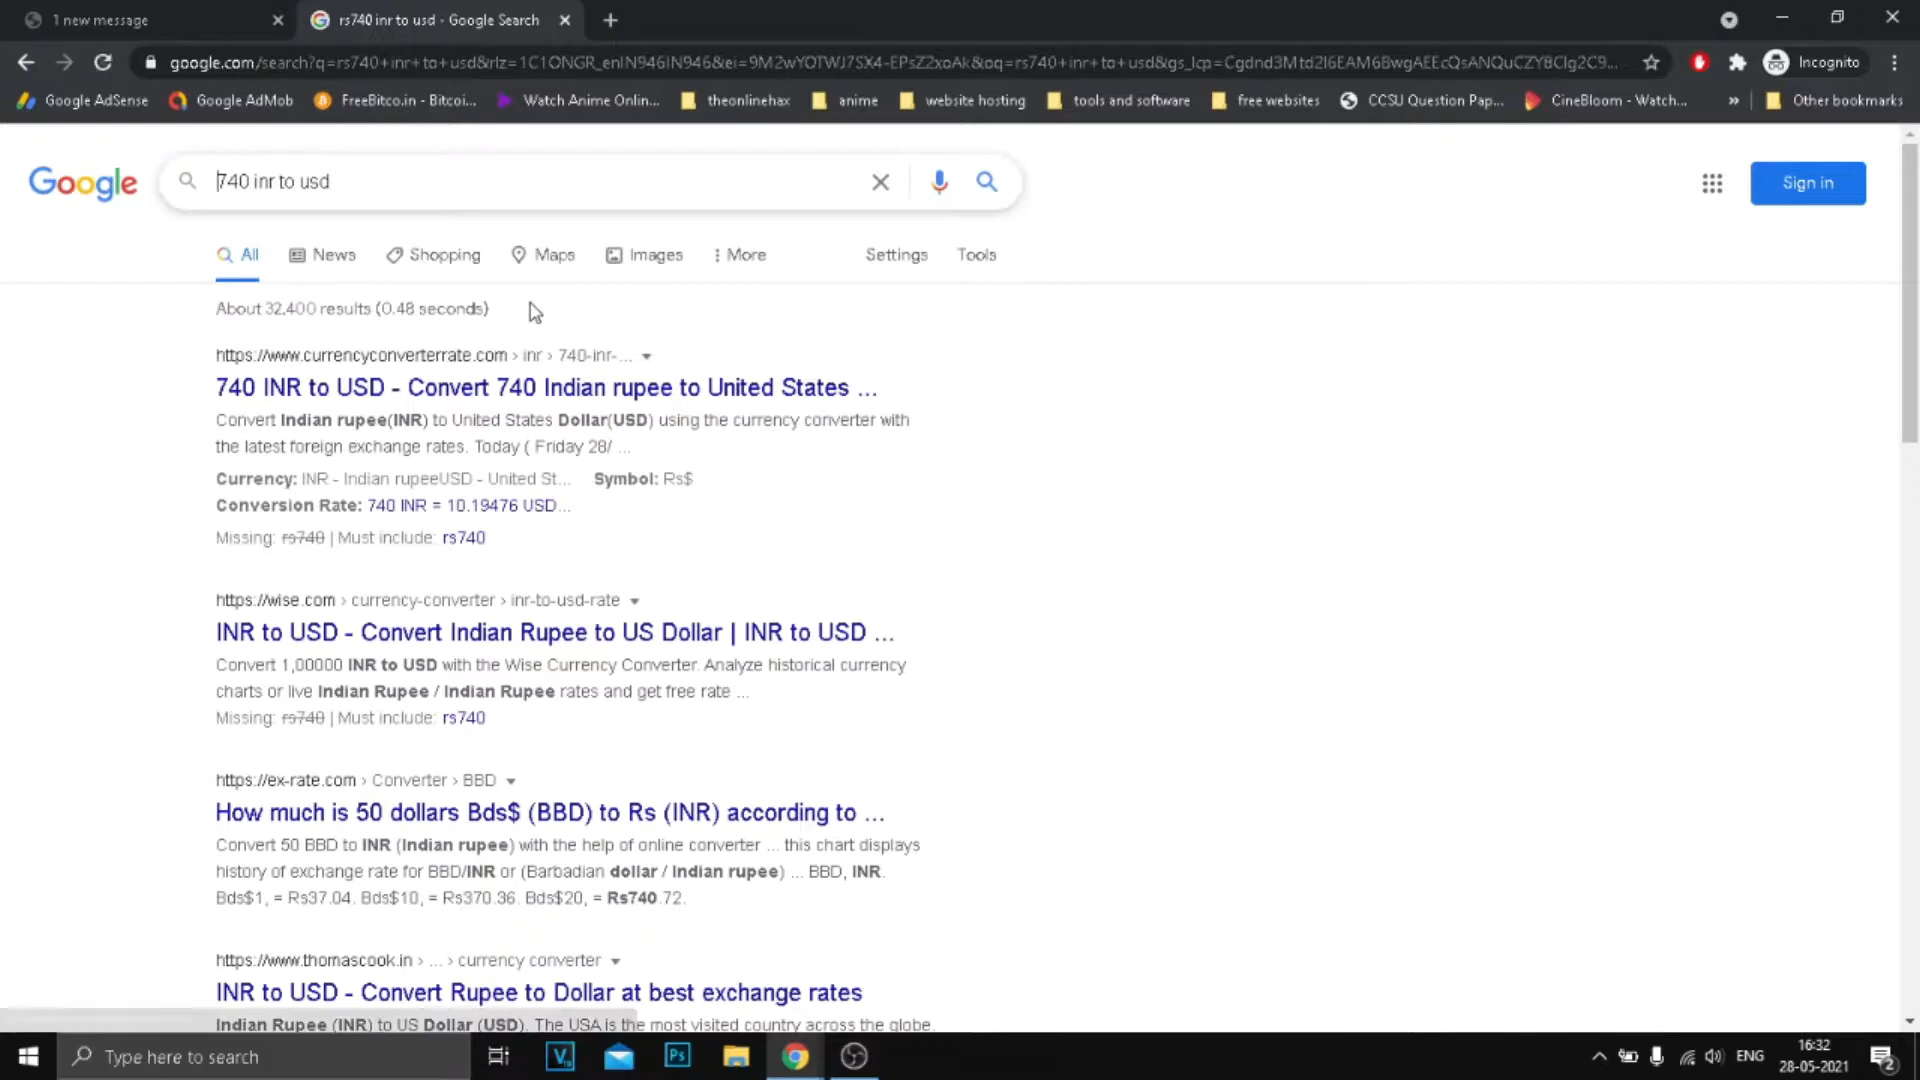 1 new message
rs740 inr to usd - Google Search
google.com/search?q=rs740+inr+to+usd&rlz=1C1ONGR_enIN946IN946&ei=9M2wYOTWJ7SX4-EPsZ2xoAk&oq=rs740+inr+to+usd&gs_lcp=Cgdnd3Mtd2l6EAM6BwgAEEcQsANQuCZY8Clg2C9...
Incognito
Google AdSense
Google AdMob
FreeBitco.in - Bitcoi...
Watch Anime Onlin...
theonlinehax
anime
website hosting
tools and software
free websites
CCSU Question Pap...
CineBloom - Watch...
»
Other bookmarks
Google
740 inr to usd
Sign in
All
News
Shopping
Maps
Images
More
Settings
Tools
About 32,400 results (0.48 seconds)
https://www.currencyconverterrate.com › inr › 740-inr-...
740 INR to USD - Convert 740 Indian rupee to United States ...
Convert Indian rupee(INR) to United States Dollar(USD) using the currency converter with
the latest foreign exchange rates. Today ( Friday 28/ ...
Currency: INR - Indian rupeeUSD - United St... Symbol: Rs$
Conversion Rate: 740 INR = 10.19476 USD...
Missing: rs740 | Must include: rs740
https://wise.com › currency-converter › inr-to-usd-rate
INR to USD - Convert Indian Rupee to US Dollar | INR to USD ...
Convert 1,00000 INR to USD with the Wise Currency Converter. Analyze historical currency
charts or live Indian Rupee / Indian Rupee rates and get free rate ...
Missing: rs740 | Must include: rs740
https://ex-rate.com › Converter › BBD
How much is 50 dollars Bds$ (BBD) to Rs (INR) according to ...
Convert 50 BBD to INR (Indian rupee) with the help of online converter ... this chart displays
history of exchange rate for BBD/INR or (Barbadian dollar / Indian rupee) ... BBD, INR.
Bds$1, = Rs37.04. Bds$10, = Rs370.36. Bds$20, = Rs740.72.
https://www.thomascook.in › ... › currency converter
INR to USD - Convert Rupee to Dollar at best exchange rates
Indian Rupee (INR) to US Dollar (USD). The USA is the most visited country across the globe.
Type here to search
V
Ps
ENG
16:32
28-05-2021
2